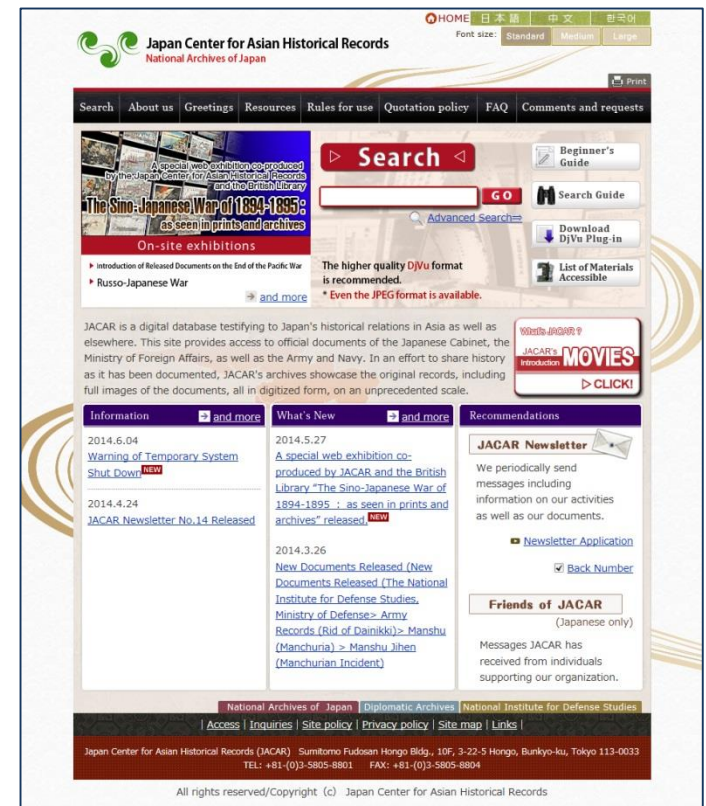 HOME 日本語 中文 한국어
Font size: Standard Medium Large
Japan Center for Asian Historical Records
National Archives of Japan
Print
Search About us Greetings Resources Rules for use Quotation policy FAQ Comments and requests
A special web exhibition co-produced
by the Japan Center for Asian Historical Records
and the British Library
The Sino-Japanese War of 1894-1895 :
as seen in prints and archives
On-site exhibitions
Introduction of Released Documents on the End of the Pacific War
Russo-Japanese War
and more
Search
GO
Advanced Search⇒
The higher quality DjVu format
is recommended.
* Even the JPEG format is available.
Beginner's
Guide
Search Guide
Download
DjVu Plug-in
List of Materials
Accessible
JACAR is a digital database testifying to Japan's historical relations in Asia as well as
elsewhere. This site provides access to official documents of the Japanese Cabinet, the
Ministry of Foreign Affairs, as well as the Army and Navy. In an effort to share history
as it has been documented, JACAR's archives showcase the original records, including
full images of the documents, all in digitized form, on an unprecedented scale.
What's JACAR ?
JACAR's
Introduction MOVIES
CLICK!
Information and more
2014.6.04
Warning of Temporary System
Shut Down NEW
2014.4.24
JACAR Newsletter No.14 Released
What's New and more
2014.5.27
A special web exhibition co-
produced by JACAR and the British
Library "The Sino-Japanese War of
1894-1895 : as seen in prints and
archives" released. NEW
2014.3.26
New Documents Released (New
Documents Released (The National
Institute for Defense Studies,
Ministry of Defense> Army
Records (Rid of Dainikki)> Manshu
(Manchuria) > Manshu Jihen
(Manchurian Incident)
Recommendations
JACAR Newsletter
We periodically send
messages including
information on our activities
as well as our documents.
Newsletter Application
Back Number
Friends of JACAR
(Japanese only)
Messages JACAR has
received from individuals
supporting our organization.
National Archives of Japan Diplomatic Archives National Institute for Defense Studies
| Access | Inquiries | Site policy | Privacy policy | Site map | Links |
Japan Center for Asian Historical Records (JACAR) Sumitomo Fudosan Hongo Bldg., 10F, 3-22-5 Hongo, Bunkyo-ku, Tokyo 113-0033
TEL: +81-(0)3-5805-8801 FAX: +81-(0)3-5805-8804
All rights reserved/Copyright (c) Japan Center for Asian Historical Records